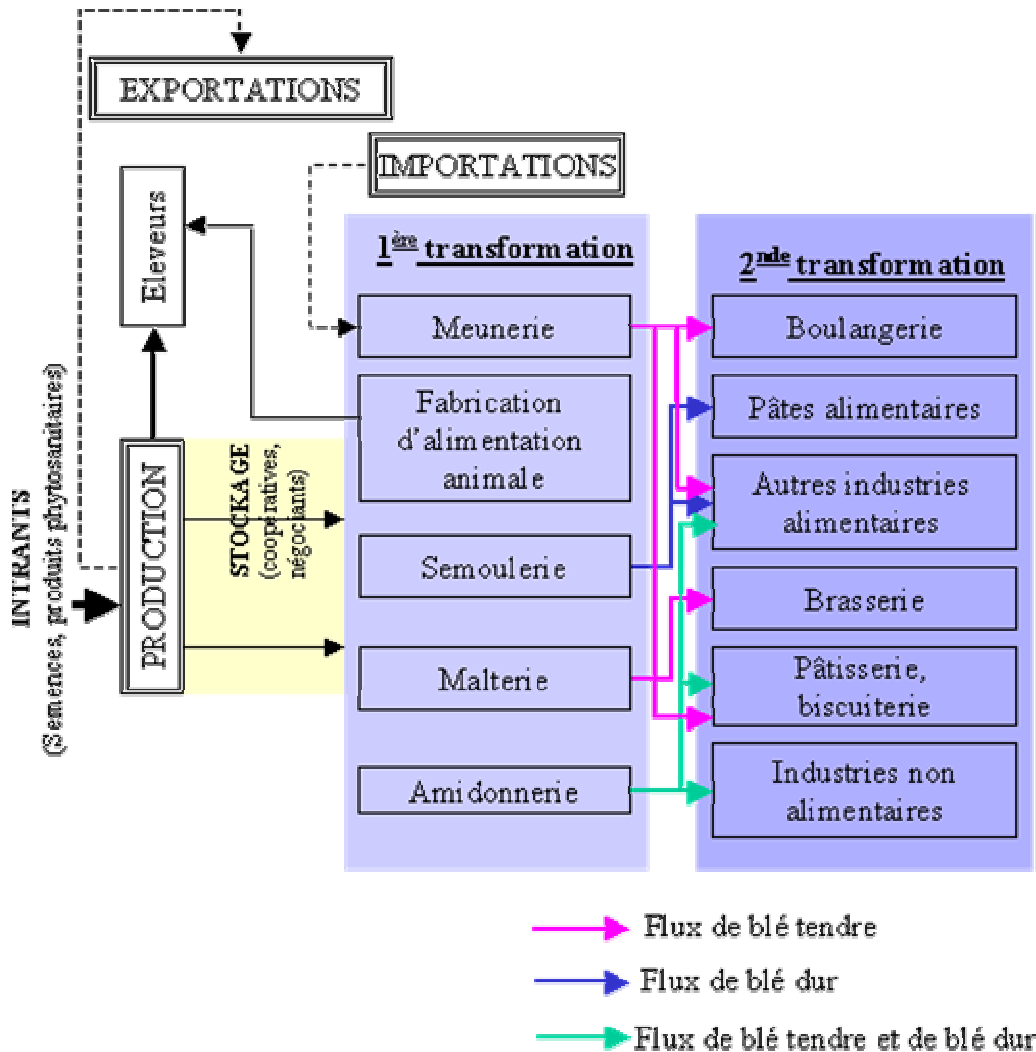 EXPORTATIONS
IMPORTATIONS
Eleveurs
INTRANTS
(Semences, produits phytosanitaires)
PRODUCTION
STOCKAGE
(coopératives,
négociants)
1ère transformation
Meunerie
Fabrication
d'alimentation
animale
Semoulerie
Malterie
Amidonnerie
2nde transformation
Boulangerie
Pâtes alimentaires
Autres industries
alimentaires
Brasserie
Pâtisserie,
biscuiterie
Industries non
alimentaires
Flux de blé tendre
Flux de blé dur
Flux de blé tendre et de blé dur